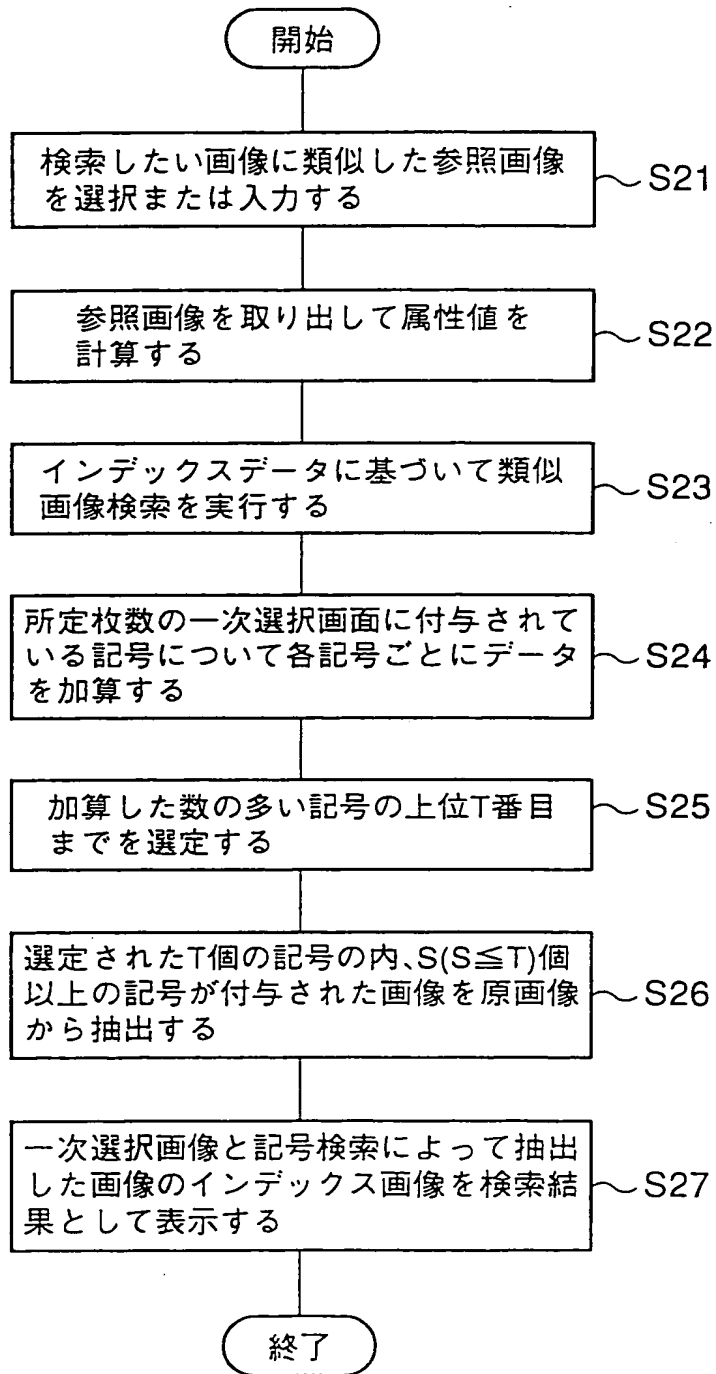 開始
検索したい画像に類似した参照画像
を選択または入力する
S21
参照画像を取り出して属性値を
計算する
S22
インデックスデータに基づいて類似
画像検索を実行する
S23
所定枚数の一次選択画面に付与されて
いる記号について各記号ごとにデータ
を加算する
S24
加算した数の多い記号の上位T番目
までを選定する
S25
選定されたT個の記号の内、S(S≦T)個
以上の記号が付与された画像を原画像
から抽出する
S26
一次選択画像と記号検索によって抽出
した画像のインデックス画像を検索結
果として表示する
S27
終了